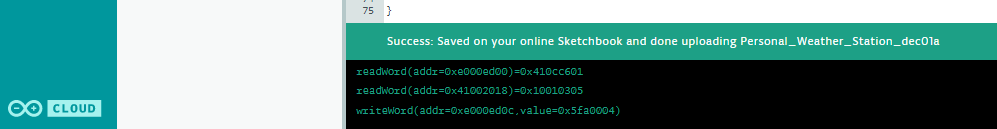 75 }
Success: Saved on your online Sketchbook and done uploading Personal_Weather_Station_dec01a
readWord(addr=0xe000ed00)=0x410cc601
readWord(addr=0x41002018)=0x10010305
writeWord(addr=0xe000ed0c,value=0x5fa0004)
CLOUD